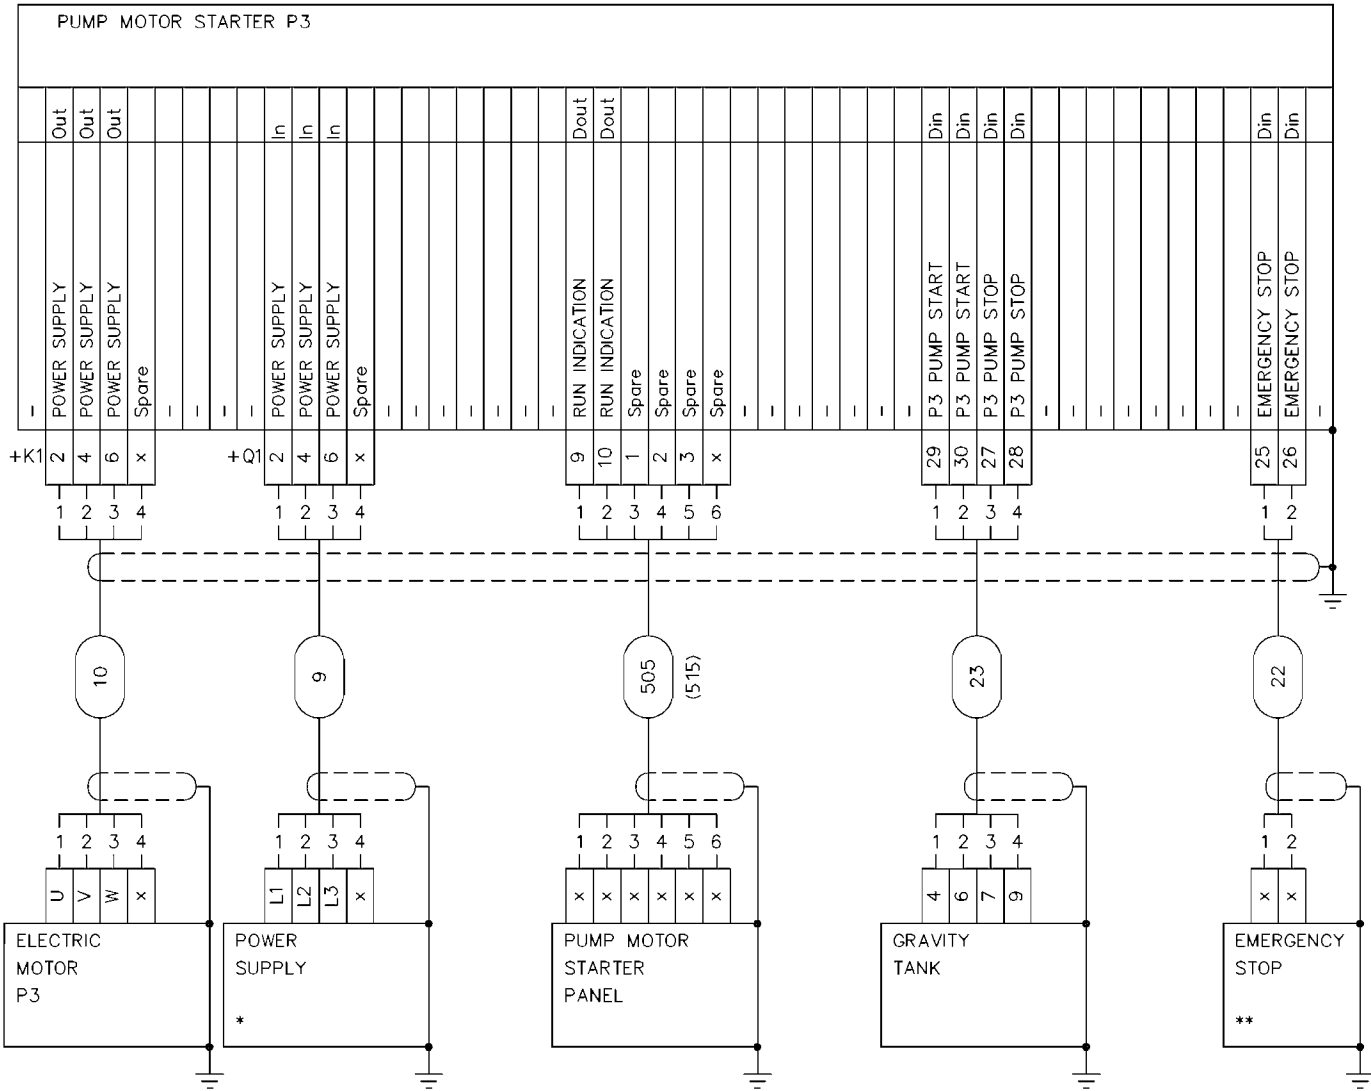 PUMP MOTOR STARTER P3
Out Out Out In In In Dout Dout Din Din Din Din Din Din
- POWER SUPPLY POWER SUPPLY POWER SUPPLY Spare - - - - POWER SUPPLY POWER SUPPLY POWER SUPPLY Spare - - - - - - - RUN INDICATION RUN INDICATION Spare Spare Spare Spare - - - - - - - P3 PUMP START P3 PUMP START P3 PUMP STOP P3 PUMP STOP - - - - - - - - EMERGENCY STOP EMERGENCY STOP -
+K1 2 4 6 x +Q1 2 4 6 x 9 10 1 2 3 x 29 30 27 28 25 26
1 2 3 4 1 2 3 4 1 2 3 4 5 6 1 2 3 4 1 2
10 9 505 (515) 23 22
1 2 3 4 1 2 3 4 1 2 3 4 5 6 1 2 3 4 1 2
U V W x L1 L2 L3 x x x x x x x 4 6 7 9 x x
ELECTRIC
MOTOR
P3
POWER
SUPPLY
*
PUMP MOTOR
STARTER
PANEL
GRAVITY
TANK
EMERGENCY
STOP
**